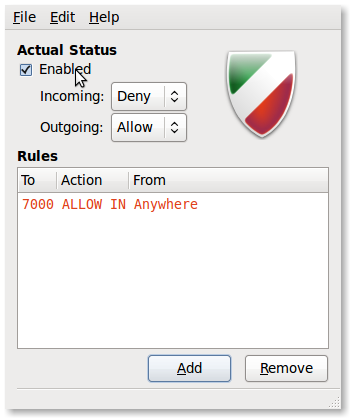 File Edit Help
Actual Status
Enabled
Incoming: Deny
Outgoing: Allow
Rules
To Action From
7000 ALLOW IN Anywhere
Add Remove